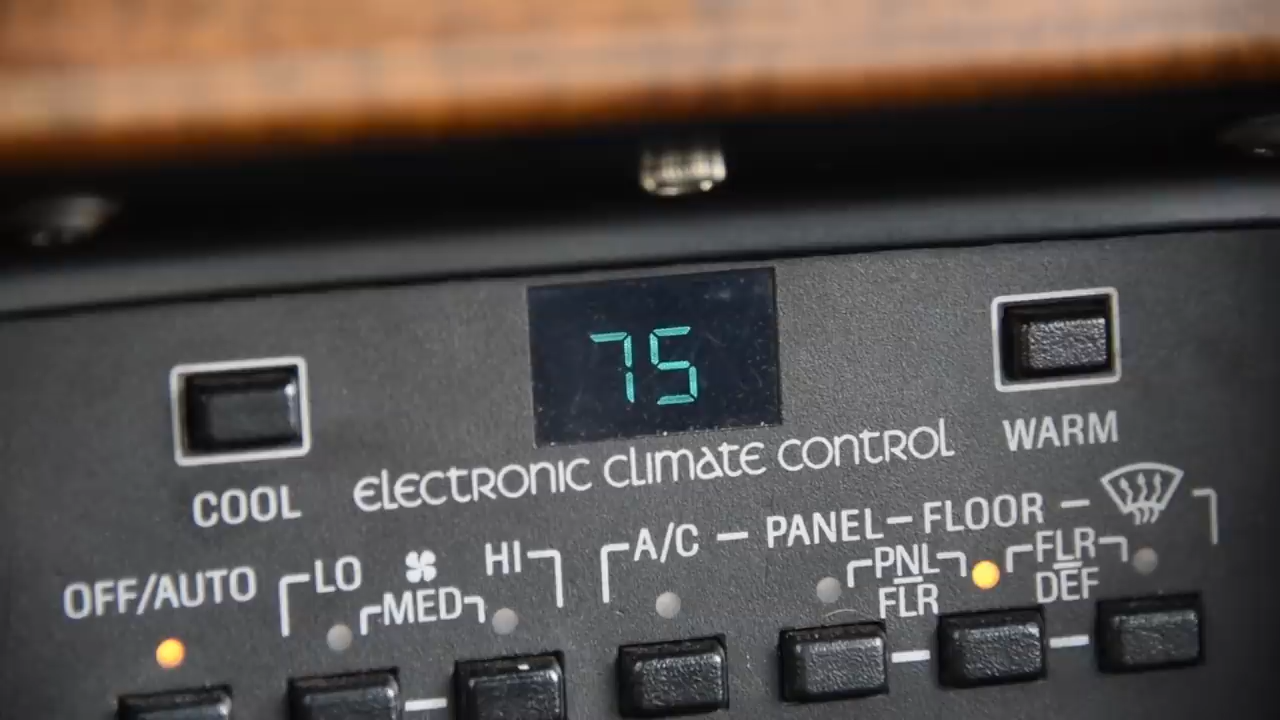 75
electronic climate control
COOL
WARM
OFF/AUTO
LO
HI
MED
A/C — PANEL — FLOOR —
PNL
FLR
FLR
DEF